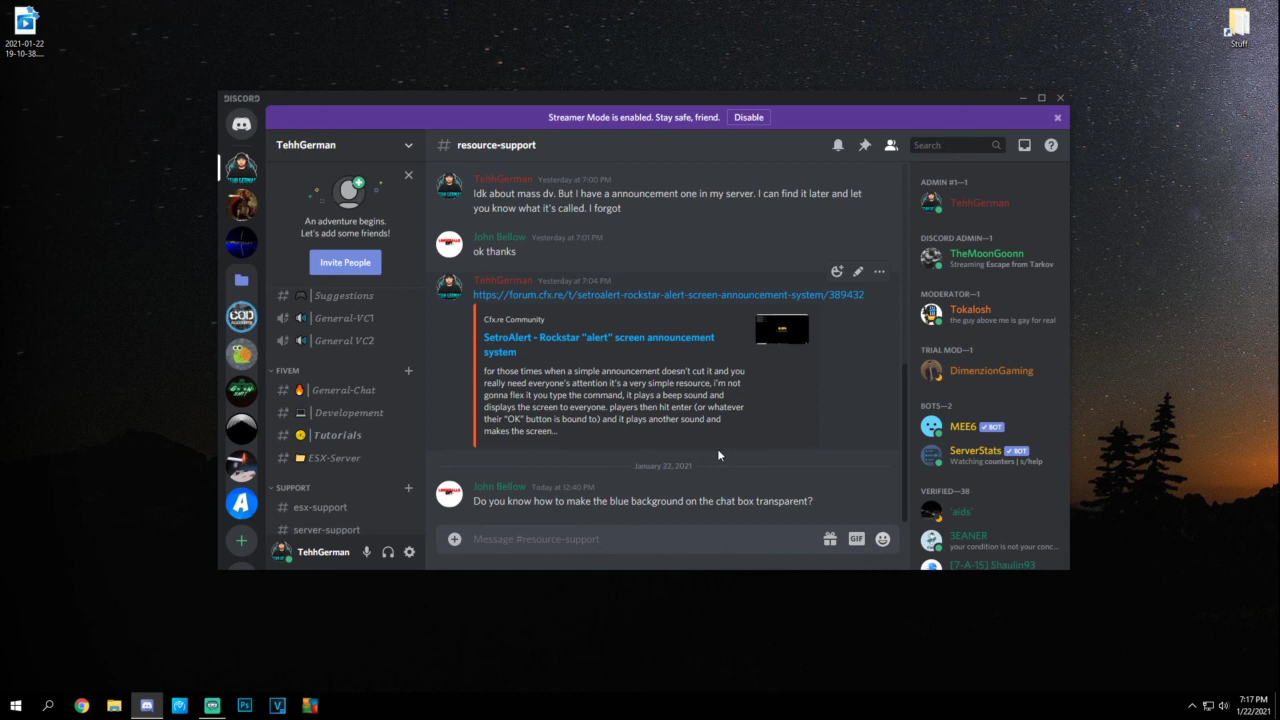 2021-01-22
19-10-38....
Stuff
DISCORD
Streamer Mode is enabled. Stay safe, friend.
Disable
TehhGerman
An adventure begins.
Let's add some friends!
Invite People
Suggestions
General-VC1
General VC2
FIVEM
General-Chat
Developement
Tutorials
ESX-Server
SUPPORT
esx-support
server-support
TehhGerman
resource-support
Search
TehhGerman Yesterday at 7:00 PM
Idk about mass dv. But I have a announcement one in my server. I can find it later and let
you know what it's called. I forgot
John Bellow Yesterday at 7:01 PM
ok thanks
TehhGerman Yesterday at 7:04 PM
https://forum.cfx.re/t/setroalert-rockstar-alert-screen-announcement-system/389432
Cfx.re Community
SetroAlert - Rockstar "alert" screen announcement
system
for those times when a simple announcement doesn't cut it and you
really need everyone's attention it's a very simple resource, i'm not
gonna flex it you type the command, it plays a beep sound and
displays the screen to everyone. players then hit enter (or whatever
their "OK" button is bound to) and it plays another sound and
makes the screen...
January 22, 2021
John Bellow Today at 12:40 PM
Do you know how to make the blue background on the chat box transparent?
Message #resource-support
GIF
ADMIN #1—1
TehhGerman
DISCORD ADMIN—1
TheMoonGoonn
Streaming Escape from Tarkov
MODERATOR—1
Tokalosh
the guy above me is gay for real
TRIAL MOD—1
DimenzionGaming
BOTS—2
MEE6 BOT
ServerStats BOT
Watching counters | s/help
VERIFIED—38
'aids'
3EANER
your condition is not your conc...
[7-A-15] Shaulin93
7:17 PM
1/22/2021